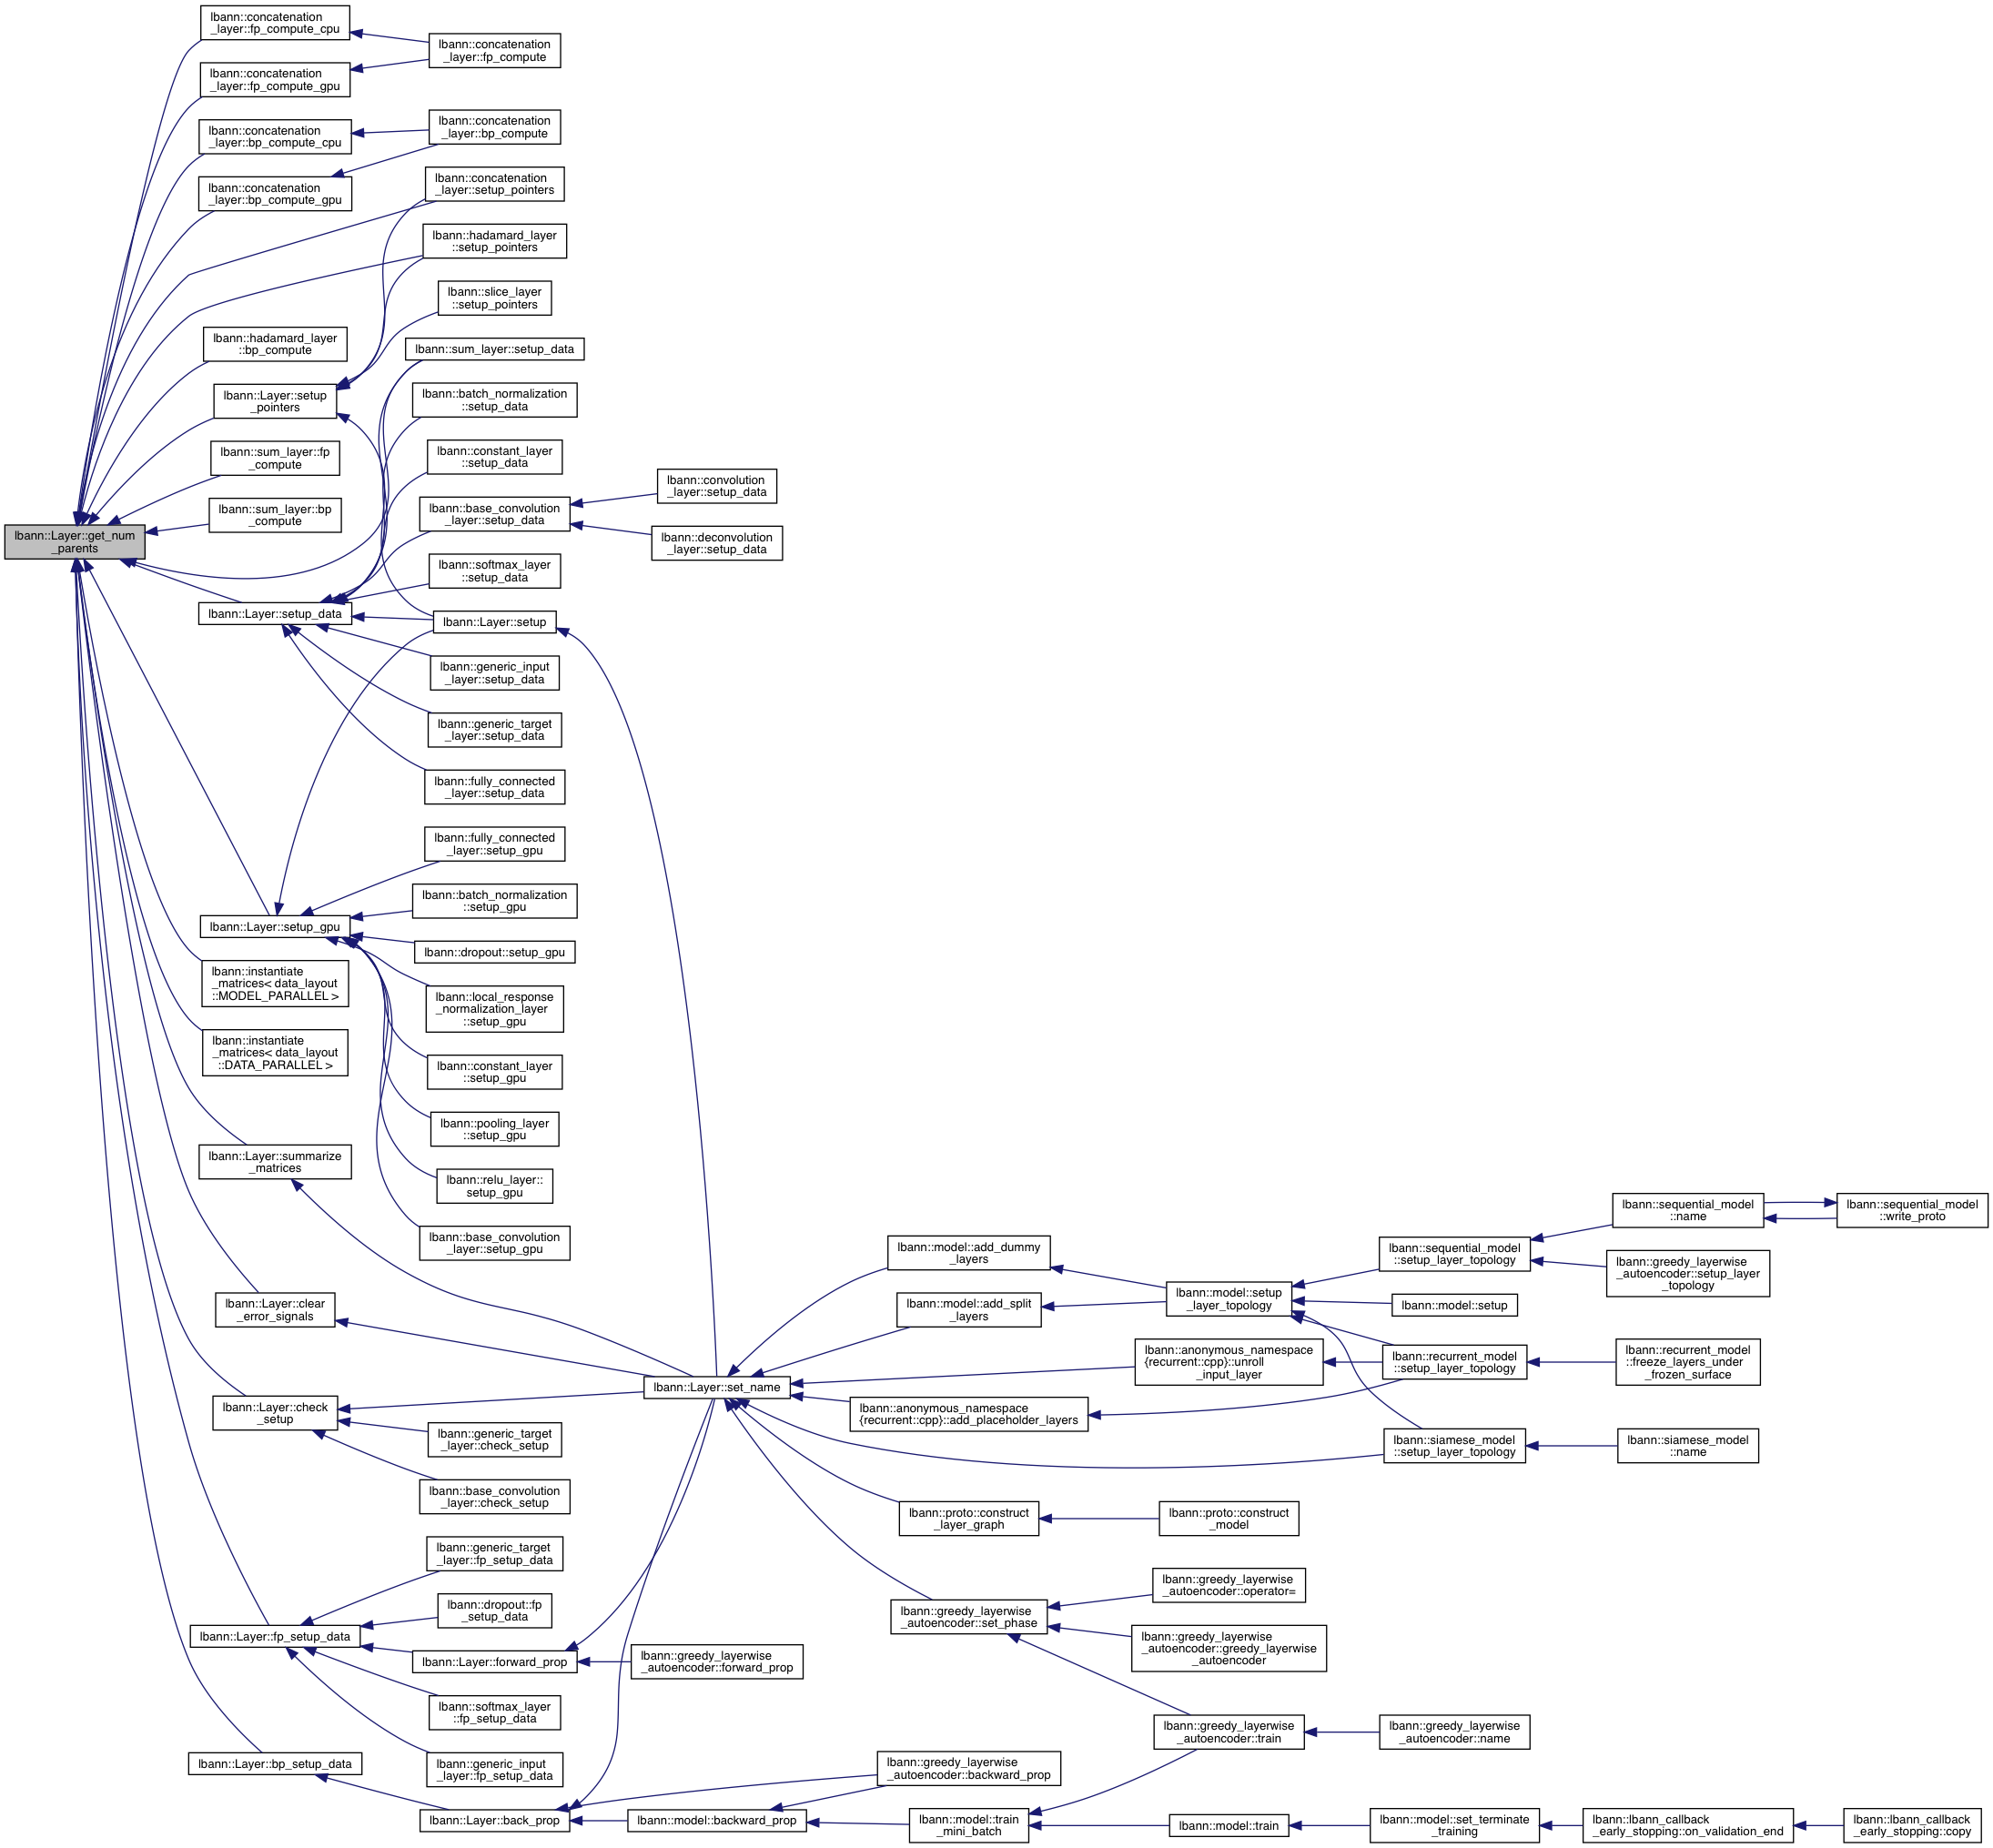 lbann::Layer::get_num
_parents
lbann::concatenation
_layer::fp_compute_cpu
lbann::concatenation
_layer::fp_compute
lbann::concatenation
_layer::fp_compute_gpu
lbann::concatenation
_layer::bp_compute_cpu
lbann::concatenation
_layer::bp_compute
lbann::concatenation
_layer::bp_compute_gpu
lbann::concatenation
_layer::setup_pointers
lbann::hadamard_layer
::setup_pointers
lbann::slice_layer
::setup_pointers
lbann::hadamard_layer
::bp_compute
lbann::Layer::setup
_pointers
lbann::sum_layer::fp
_compute
lbann::sum_layer::bp
_compute
lbann::sum_layer::setup_data
lbann::batch_normalization
::setup_data
lbann::constant_layer
::setup_data
lbann::base_convolution
_layer::setup_data
lbann::convolution
_layer::setup_data
lbann::deconvolution
_layer::setup_data
lbann::softmax_layer
::setup_data
lbann::Layer::setup_data
lbann::Layer::setup
lbann::generic_input
_layer::setup_data
lbann::generic_target
_layer::setup_data
lbann::fully_connected
_layer::setup_data
lbann::fully_connected
_layer::setup_gpu
lbann::batch_normalization
::setup_gpu
lbann::Layer::setup_gpu
lbann::dropout::setup_gpu
lbann::instantiate
_matrices< data_layout
::MODEL_PARALLEL >
lbann::local_response
_normalization_layer
::setup_gpu
lbann::instantiate
_matrices< data_layout
::DATA_PARALLEL >
lbann::constant_layer
::setup_gpu
lbann::pooling_layer
::setup_gpu
lbann::Layer::summarize
_matrices
lbann::relu_layer::
setup_gpu
lbann::base_convolution
_layer::setup_gpu
lbann::Layer::clear
_error_signals
lbann::Layer::check
_setup
lbann::generic_target
_layer::check_setup
lbann::base_convolution
_layer::check_setup
lbann::Layer::set_name
lbann::model::add_dummy
_layers
lbann::model::add_split
_layers
lbann::model::setup
_layer_topology
lbann::sequential_model
::setup_layer_topology
lbann::sequential_model
::name
lbann::sequential_model
::write_proto
lbann::greedy_layerwise
_autoencoder::setup_layer
_topology
lbann::model::setup
lbann::anonymous_namespace
{recurrent::cpp}::unroll
_input_layer
lbann::recurrent_model
::setup_layer_topology
lbann::recurrent_model
::freeze_layers_under
_frozen_surface
lbann::anonymous_namespace
{recurrent::cpp}::add_placeholder_layers
lbann::siamese_model
::setup_layer_topology
lbann::siamese_model
::name
lbann::proto::construct
_layer_graph
lbann::proto::construct
_model
lbann::greedy_layerwise
_autoencoder::set_phase
lbann::greedy_layerwise
_autoencoder::operator=
lbann::greedy_layerwise
_autoencoder::greedy_layerwise
_autoencoder
lbann::generic_target
_layer::fp_setup_data
lbann::dropout::fp
_setup_data
lbann::Layer::fp_setup_data
lbann::Layer::forward_prop
lbann::greedy_layerwise
_autoencoder::forward_prop
lbann::softmax_layer
::fp_setup_data
lbann::generic_input
_layer::fp_setup_data
lbann::Layer::bp_setup_data
lbann::Layer::back_prop
lbann::greedy_layerwise
_autoencoder::backward_prop
lbann::model::backward_prop
lbann::model::train
_mini_batch
lbann::greedy_layerwise
_autoencoder::train
lbann::greedy_layerwise
_autoencoder::name
lbann::model::train
lbann::model::set_terminate
_training
lbann::lbann_callback
_early_stopping::on_validation_end
lbann::lbann_callback
_early_stopping::copy